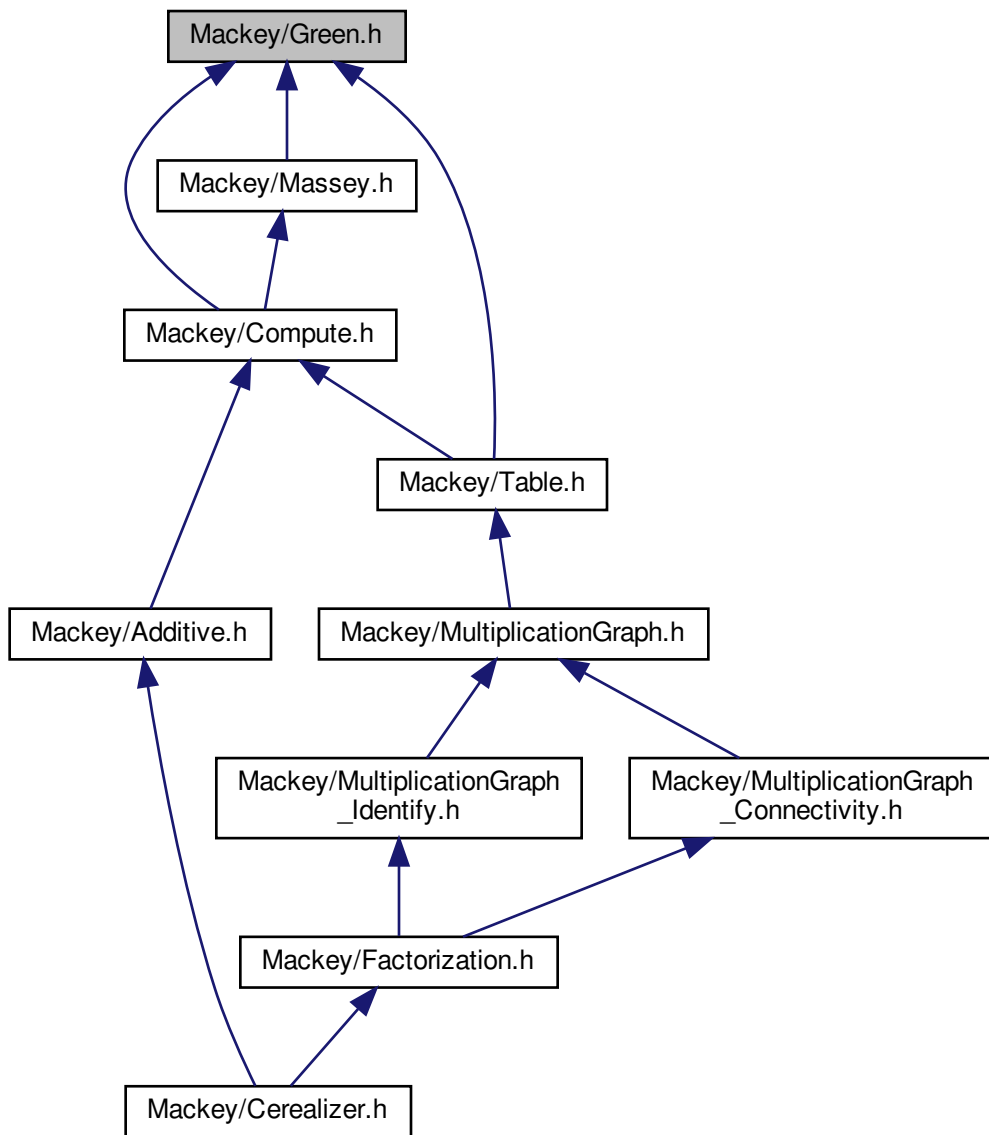 Mackey/Green.h
Mackey/Massey.h
Mackey/Compute.h
Mackey/Table.h
Mackey/Additive.h
Mackey/MultiplicationGraph.h
Mackey/MultiplicationGraph
_Identify.h
Mackey/MultiplicationGraph
_Connectivity.h
Mackey/Factorization.h
Mackey/Cerealizer.h